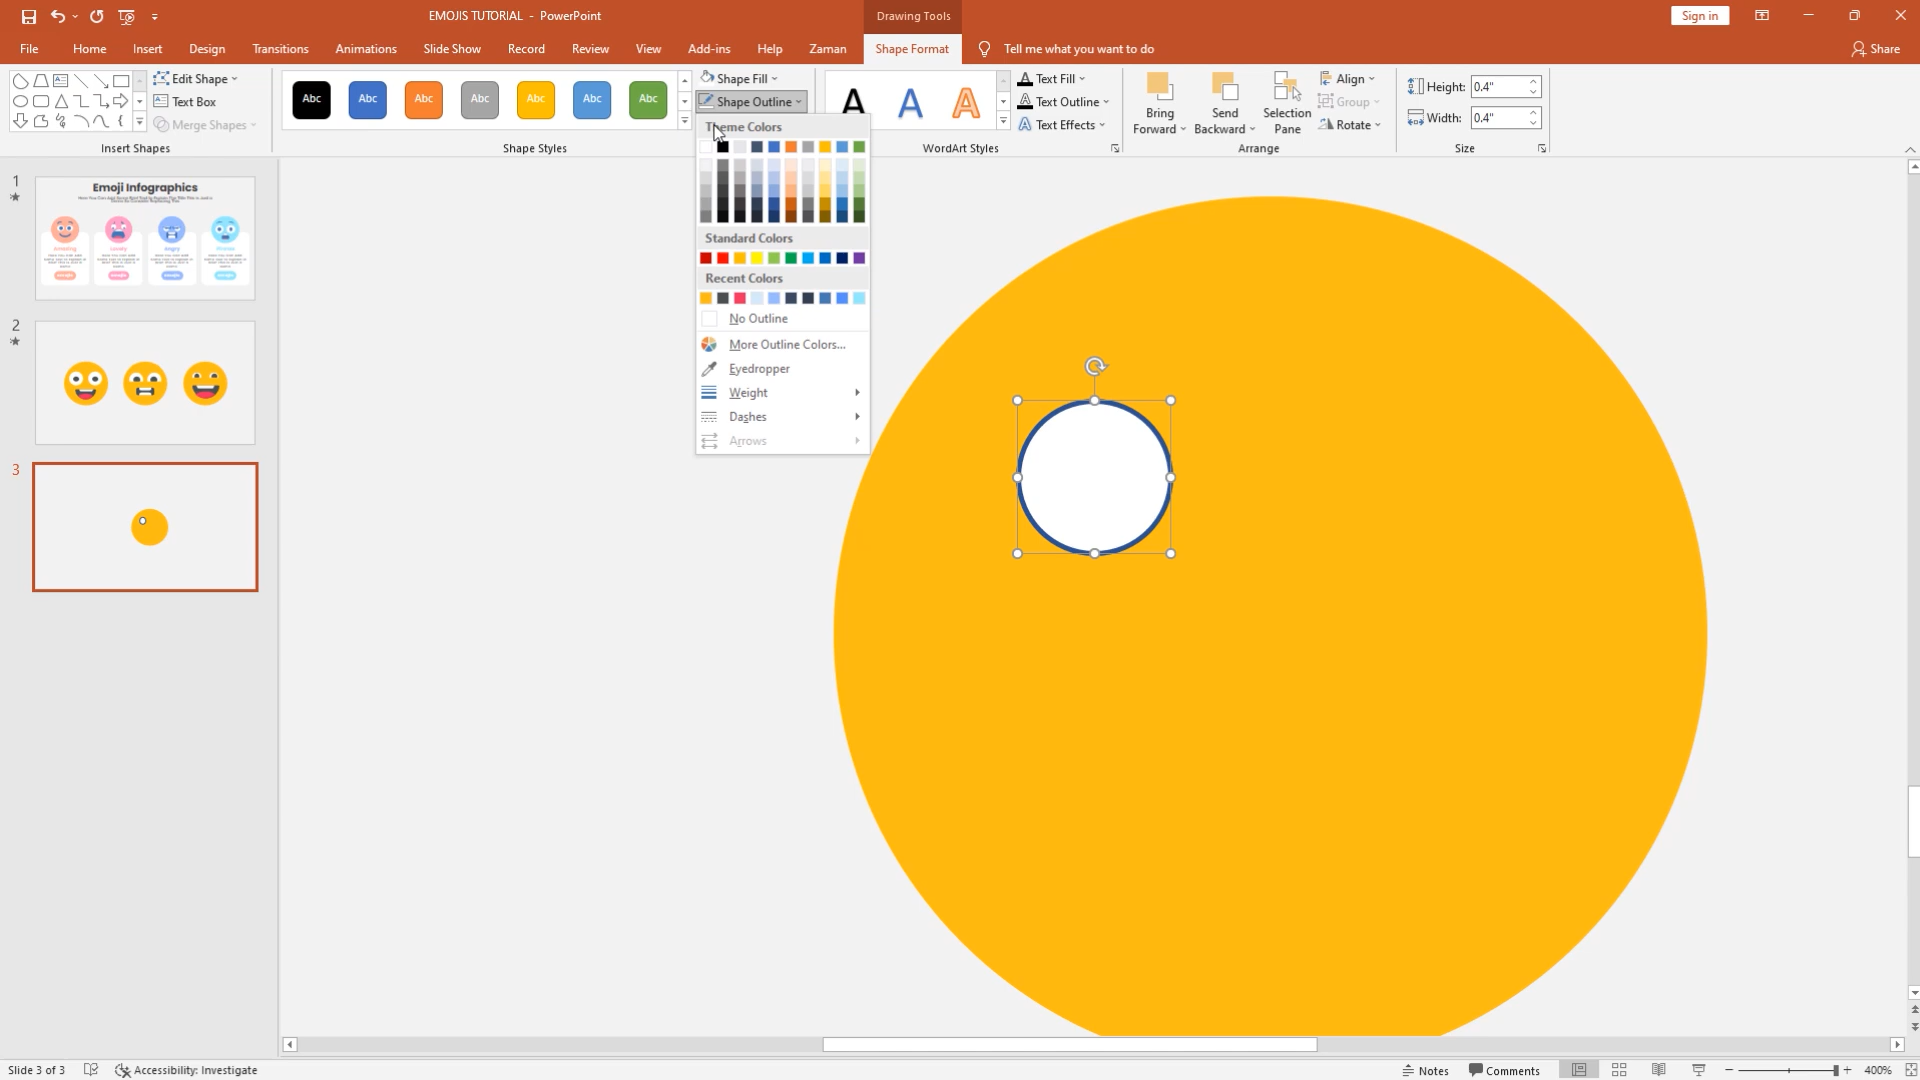 EMOJIS TUTORIAL - PowerPoint
Drawing Tools
Sign in
File Home Insert Design Transitions Animations Slide Show Record Review View Add-ins Help Zaman Shape Format Tell me what you want to do Share
Edit Shape
Text Box
Merge Shapes
Insert Shapes
Abc Abc Abc Abc Abc Abc Abc
Shape Styles
Shape Fill
Shape Outline
Theme Colors
Standard Colors
Recent Colors
No Outline
More Outline Colors...
Eyedropper
Weight
Dashes
Arrows
A A A
WordArt Styles
Text Fill
Text Outline
Text Effects
Bring Forward
Send Backward
Selection Pane
Align
Group
Rotate
Arrange
Height: 0.4"
Width: 0.4"
Size
1
Emoji Infographics
2
3
Slide 3 of 3
Accessibility: Investigate
Notes
Comments
400%